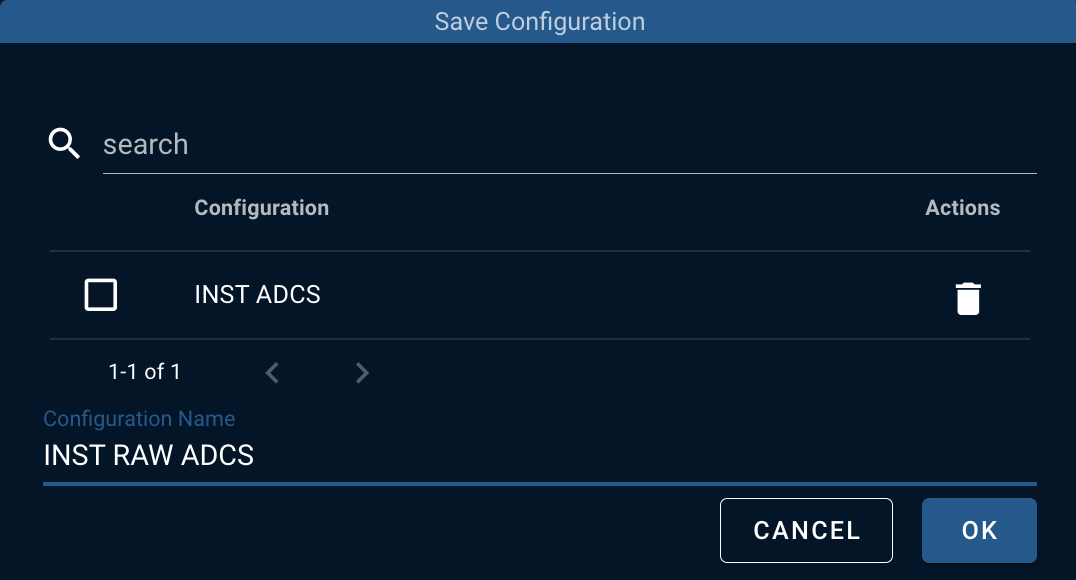 Save Configuration
search
Configuration Actions
INST ADCS
1-1 of 1
Configuration Name
INST RAW ADCS
CANCEL OK